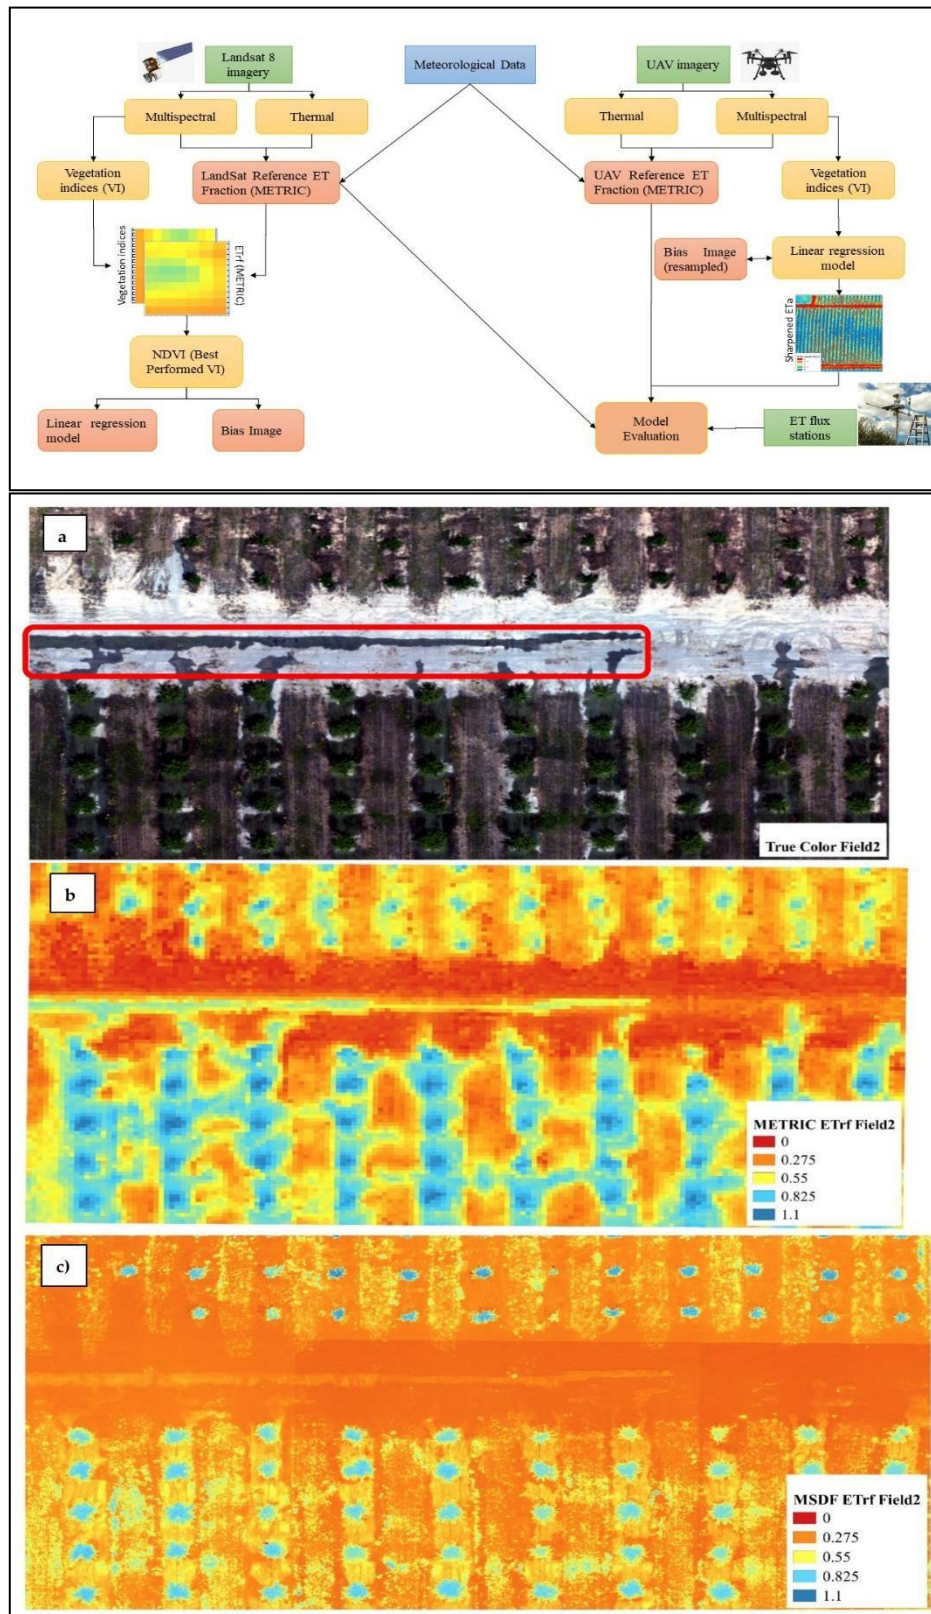 Landsat 8
imagery
Meteorological Data
UAV imagery
Multispectral
Thermal
Thermal
Multispectral
Vegetation
indices (VI)
LandSat Reference ET
Fraction (METRIC)
UAV Reference ET
Fraction (METRIC)
Vegetation
indices (VI)
Vegetation indices
ETrf (METRIC)
Bias Image
(resampled)
Linear regression
model
Sharpened ETa
NDVI (Best
Performed VI)
Linear regression
model
Bias Image
Model
Evaluation
ET flux
stations
a
True Color Field2
b
METRIC ETrf Field2
0
0.275
0.55
0.825
1.1
c)
MSDF ETrf Field2
0
0.275
0.55
0.825
1.1